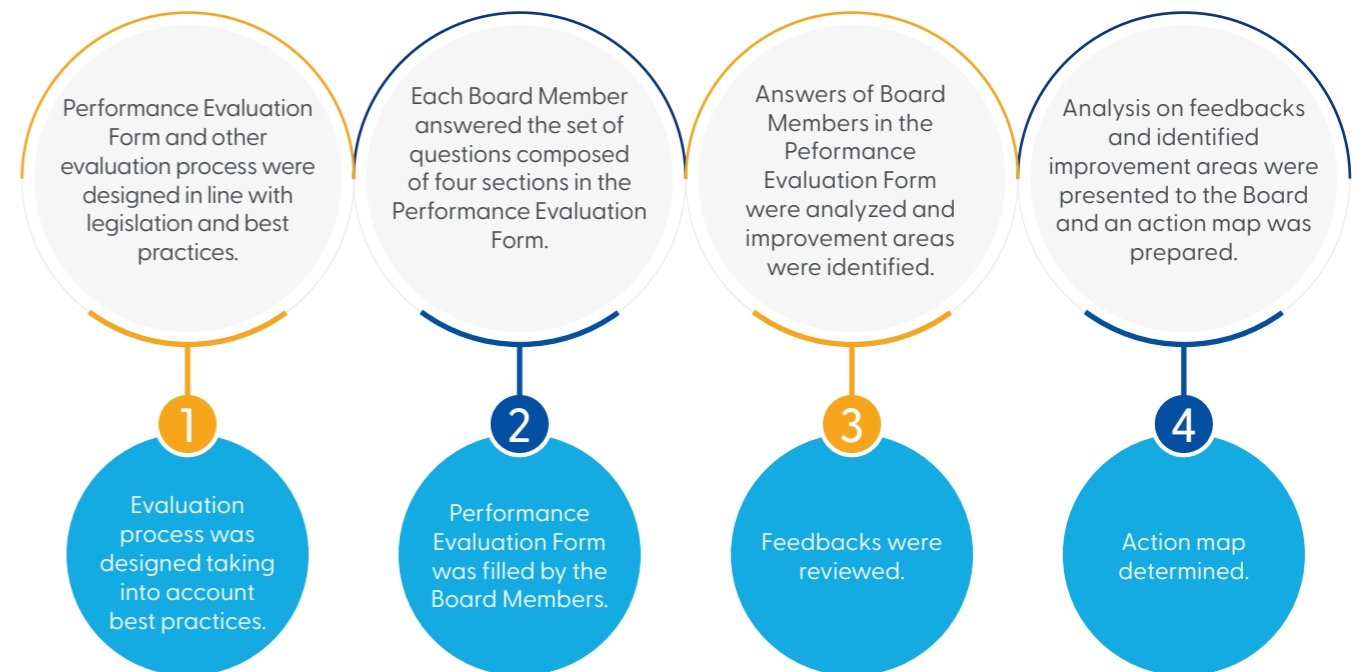 Performance Evaluation
Form and other
evaluation process were
designed in line with
legislation and best
practices.
1
Evaluation
process was
designed taking
into account
best practices.
Each Board Member
answered the set of
questions composed
of four sections in the
Performance Evaluation
Form.
2
Performance
Evaluation Form
was filled by the
Board Members.
Answers of Board
Members in the
Peformance
Evaluation Form
were analyzed and
improvement areas
were identified.
3
Feedbacks were
reviewed.
Analysis on feedbacks
and identified
improvement areas were
presented to the Board
and an action map was
prepared.
4
Action map
determined.